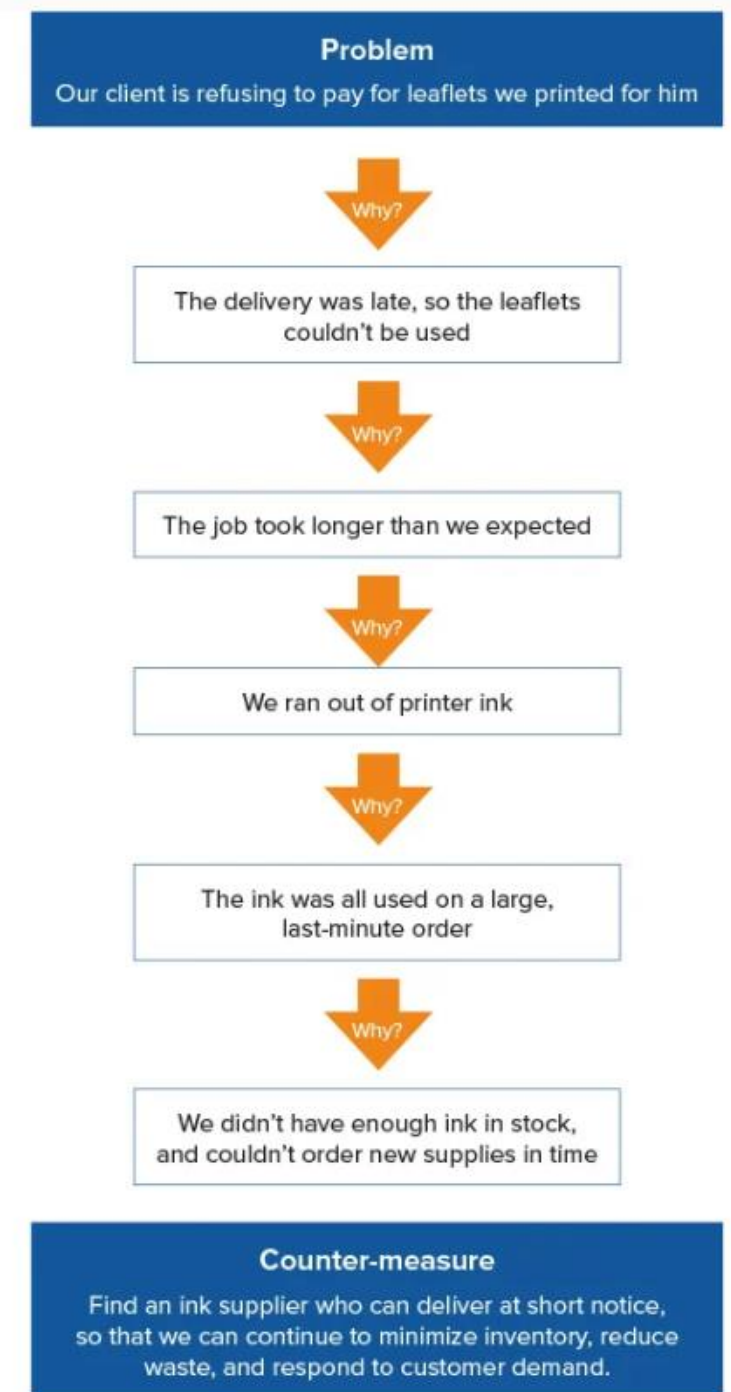 Problem
Our client is refusing to pay for leaflets we printed for him
Why?
The delivery was late, so the leaflets
couldn’t be used
Why?
The job took longer than we expected
Why?
We ran out of printer ink
Why?
The ink was all used on a large,
last-minute order
Why?
We didn’t have enough ink in stock,
and couldn’t order new supplies in time
Counter-measure
Find an ink supplier who can deliver at short notice,
so that we can continue to minimize inventory, reduce
waste, and respond to customer demand.